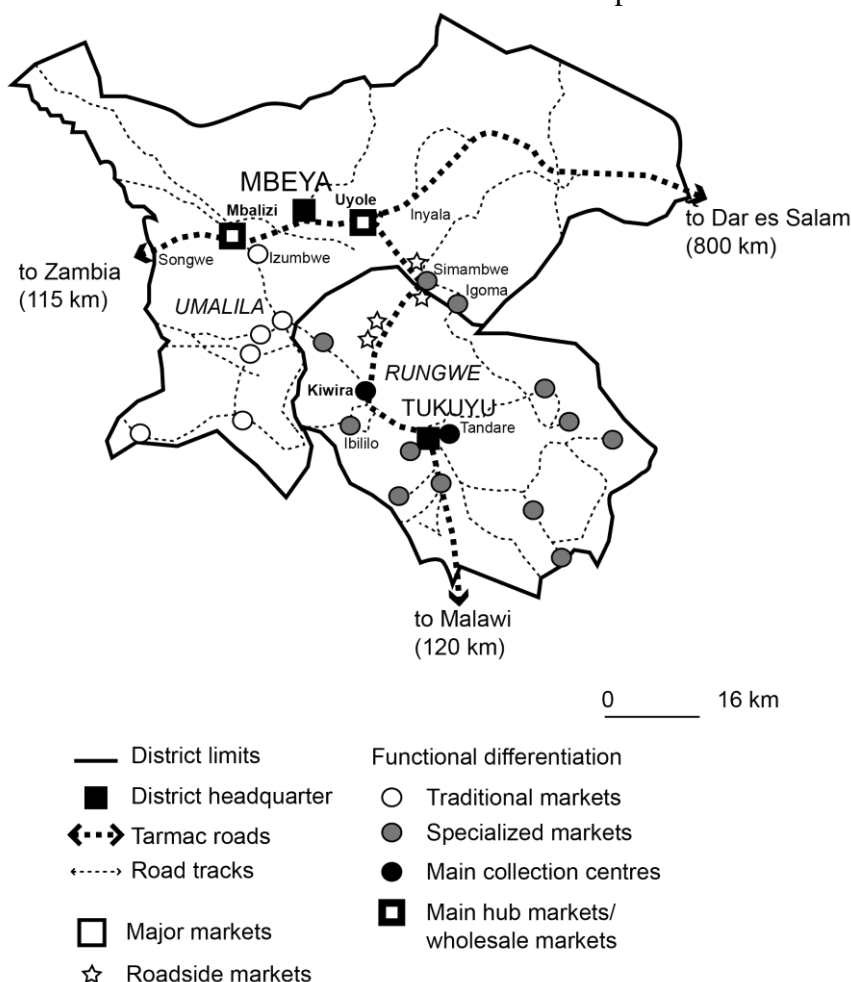 MBEYA
Mbalizi
Uyole
Inyala
to Dar es Salam
(800 km)
Songwe
Izumbwe
to Zambia
(115 km)
Simambwe
Igoma
UMALILA
RUNGWE
Kiwira
TUKUYU
Ibililo
Tandare
to Malawi
(120 km)
0 16 km
District limits
District headquarter
Tarmac roads
Road tracks
Major markets
Roadside markets
Functional differentiation
Traditional markets
Specialized markets
Main collection centres
Main hub markets/
wholesale markets